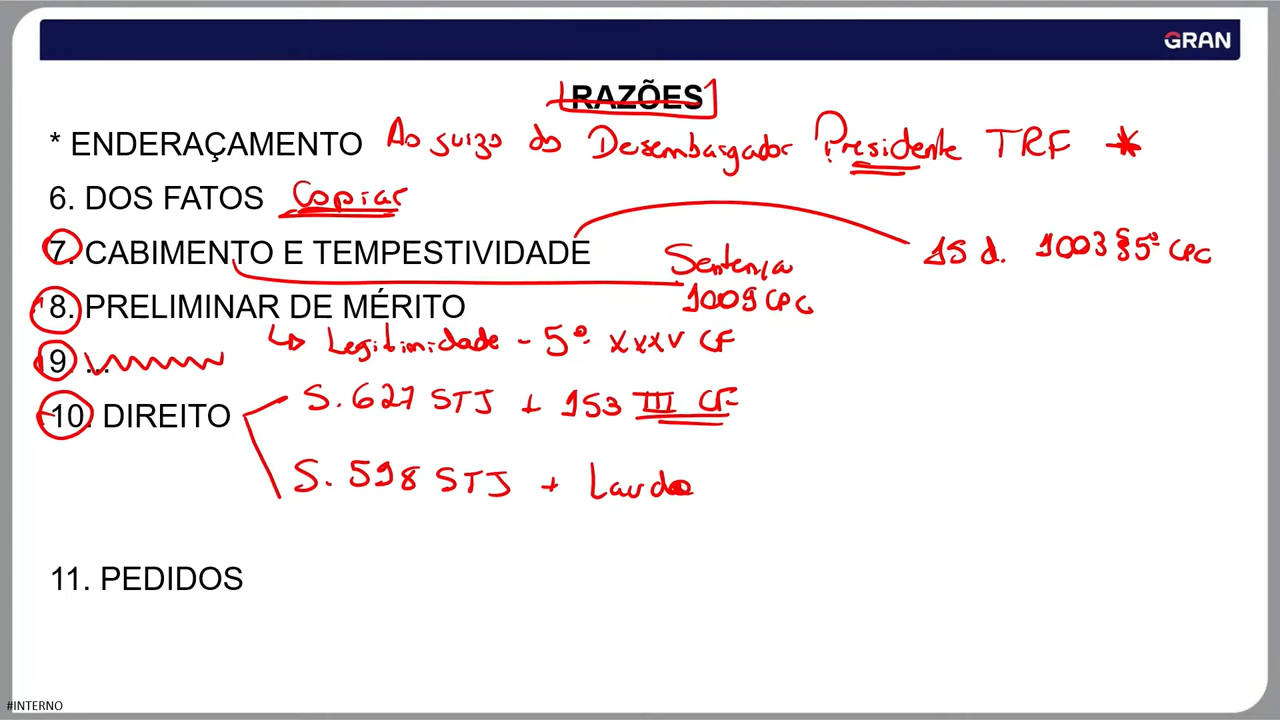 GRAN
RAZÕES
* ENDERAÇAMENTO Ao juizo do Desembargador Presidente TRF *
6. DOS FATOS Copiar
7. CABIMENTO E TEMPESTIVIDADE 15 d. 1003 §5º CPC
Sentença
1009 CPC
8. PRELIMINAR DE MÉRITO
↳ Legitimidade - 5º XXXV CF
9. ...
S. 627 STJ + 153 III CF
10. DIREITO
S. 598 STJ + Laudo
11. PEDIDOS
#INTERNO